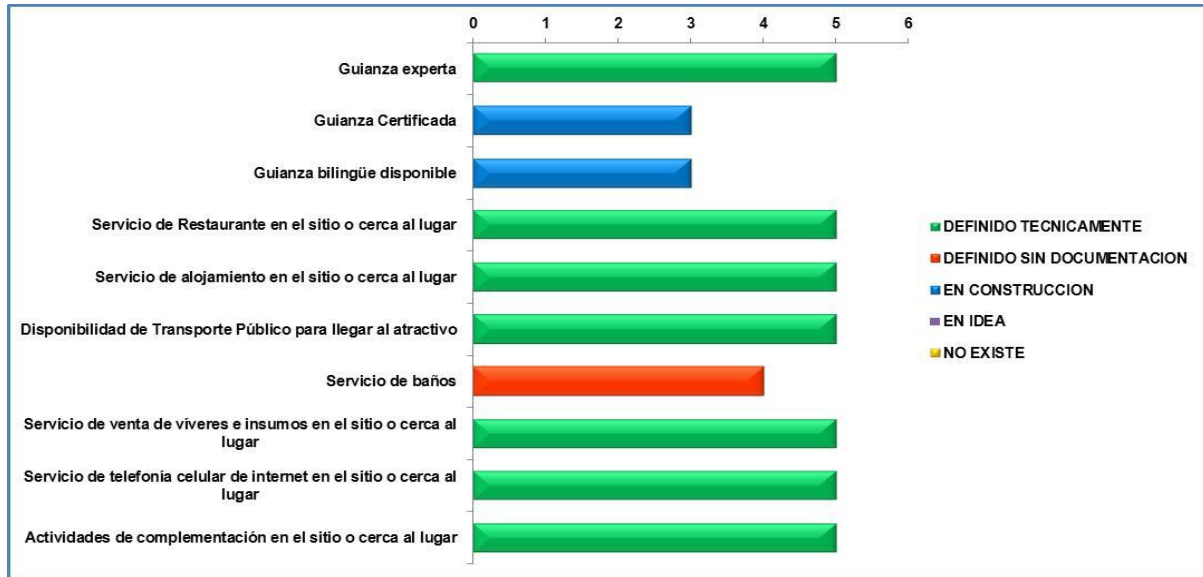 0 1 2 3 4 5 6
Guianza experta
Guianza Certificada
Guianza bilingüe disponible
Servicio de Restaurante en el sitio o cerca al lugar
Servicio de alojamiento en el sitio o cerca al lugar
Disponibilidad de Transporte Público para llegar al atractivo
Servicio de baños
Servicio de venta de víveres e insumos en el sitio o cerca al
lugar
Servicio de telefonía celular de internet en el sitio o cerca al
lugar
Actividades de complementación en el sitio o cerca al lugar
DEFINIDO TECNICAMENTE
DEFINIDO SIN DOCUMENTACION
EN CONSTRUCCION
EN IDEA
NO EXISTE